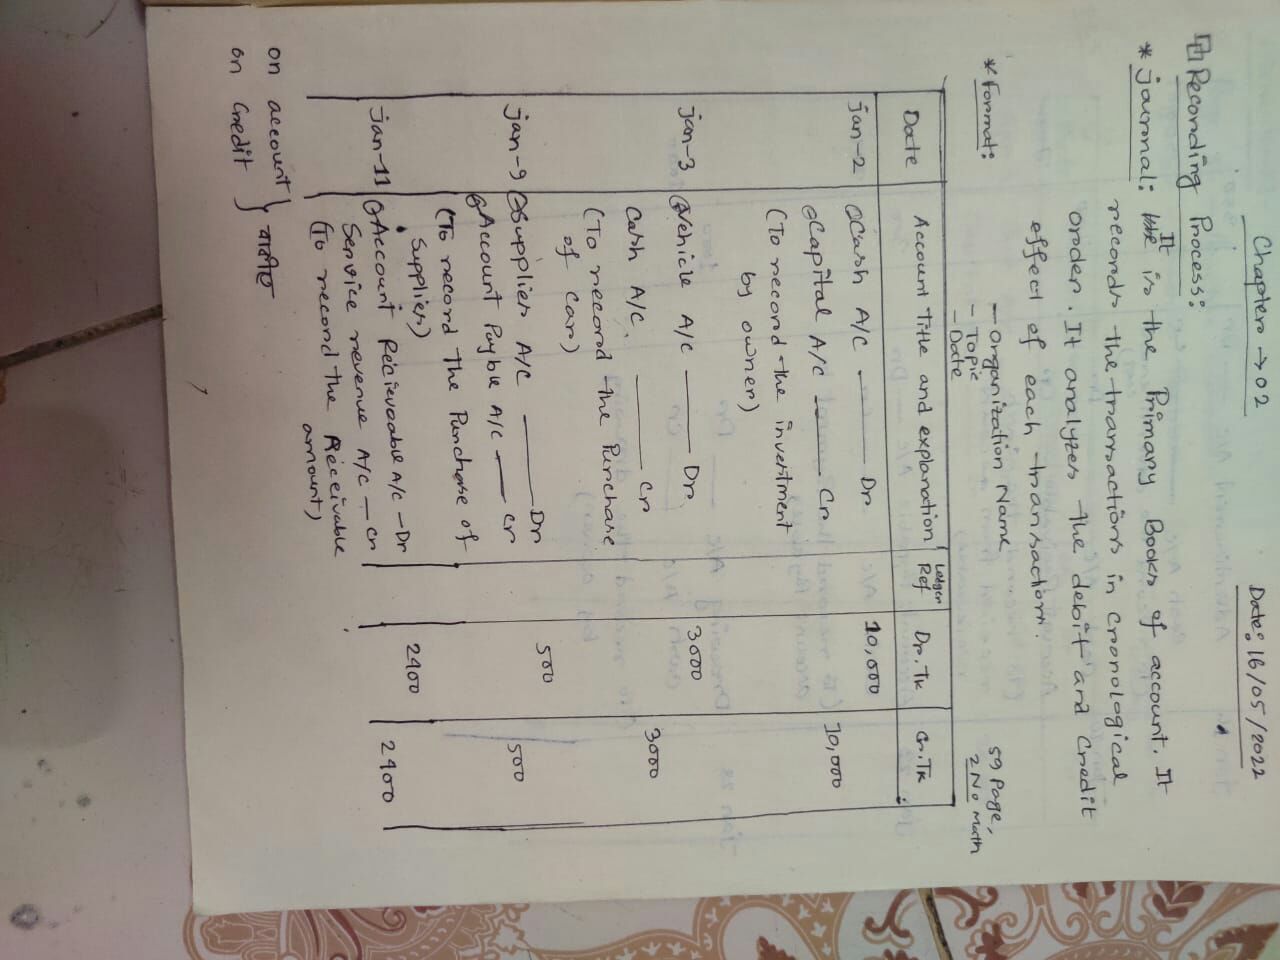 Chapter → 02
Date: 16/05/2022
Recording Process:
* journal: It is the Primary Books of account. It
records the transactions in Cronological
order. It analyzes the debit and Credit
effect of each transaction.
* Format:
- Organization Name
- Topic
- Date
59 Page,
2 No Math
Date Account Title and explanation Ledger Ref Dr. Tk Cr. Tk
jan-2 Cash A/C — Dr 10,000
Capital A/C — Cr 10,000
(To record the investment
by owner)
jan-3 Vehicle A/C — Dr 3000
Cash A/C. — Cr 3000
(To record the Purchase
of Car)
jan-9 Supplies A/C — Dr 500
Account Payble A/C — cr 500
(To record The Purchase of
Supplies)
jan-11 Account Recieveable A/C — Dr 2400
Service revenue A/C — cr 2400
(To record the Receivable
amount)
on account
on Credit } বাকীতে